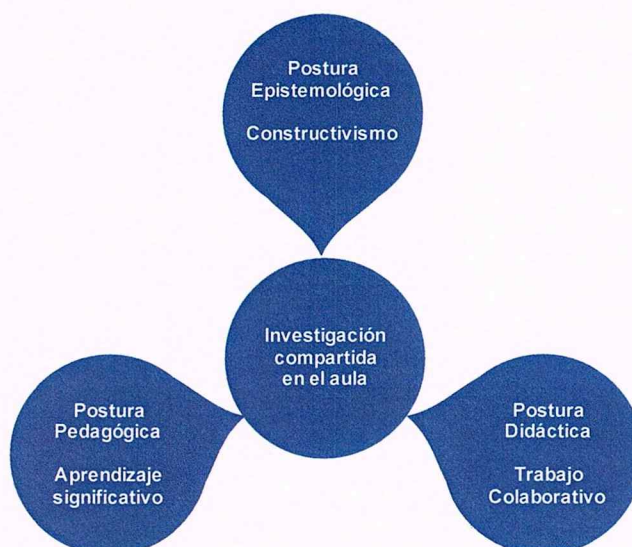 Postura
Epistemológica
Constructivismo
Investigación
compartida
en el aula
Postura
Pedagógica
Aprendizaje
significativo
Postura
Didáctica
Trabajo
Colaborativo